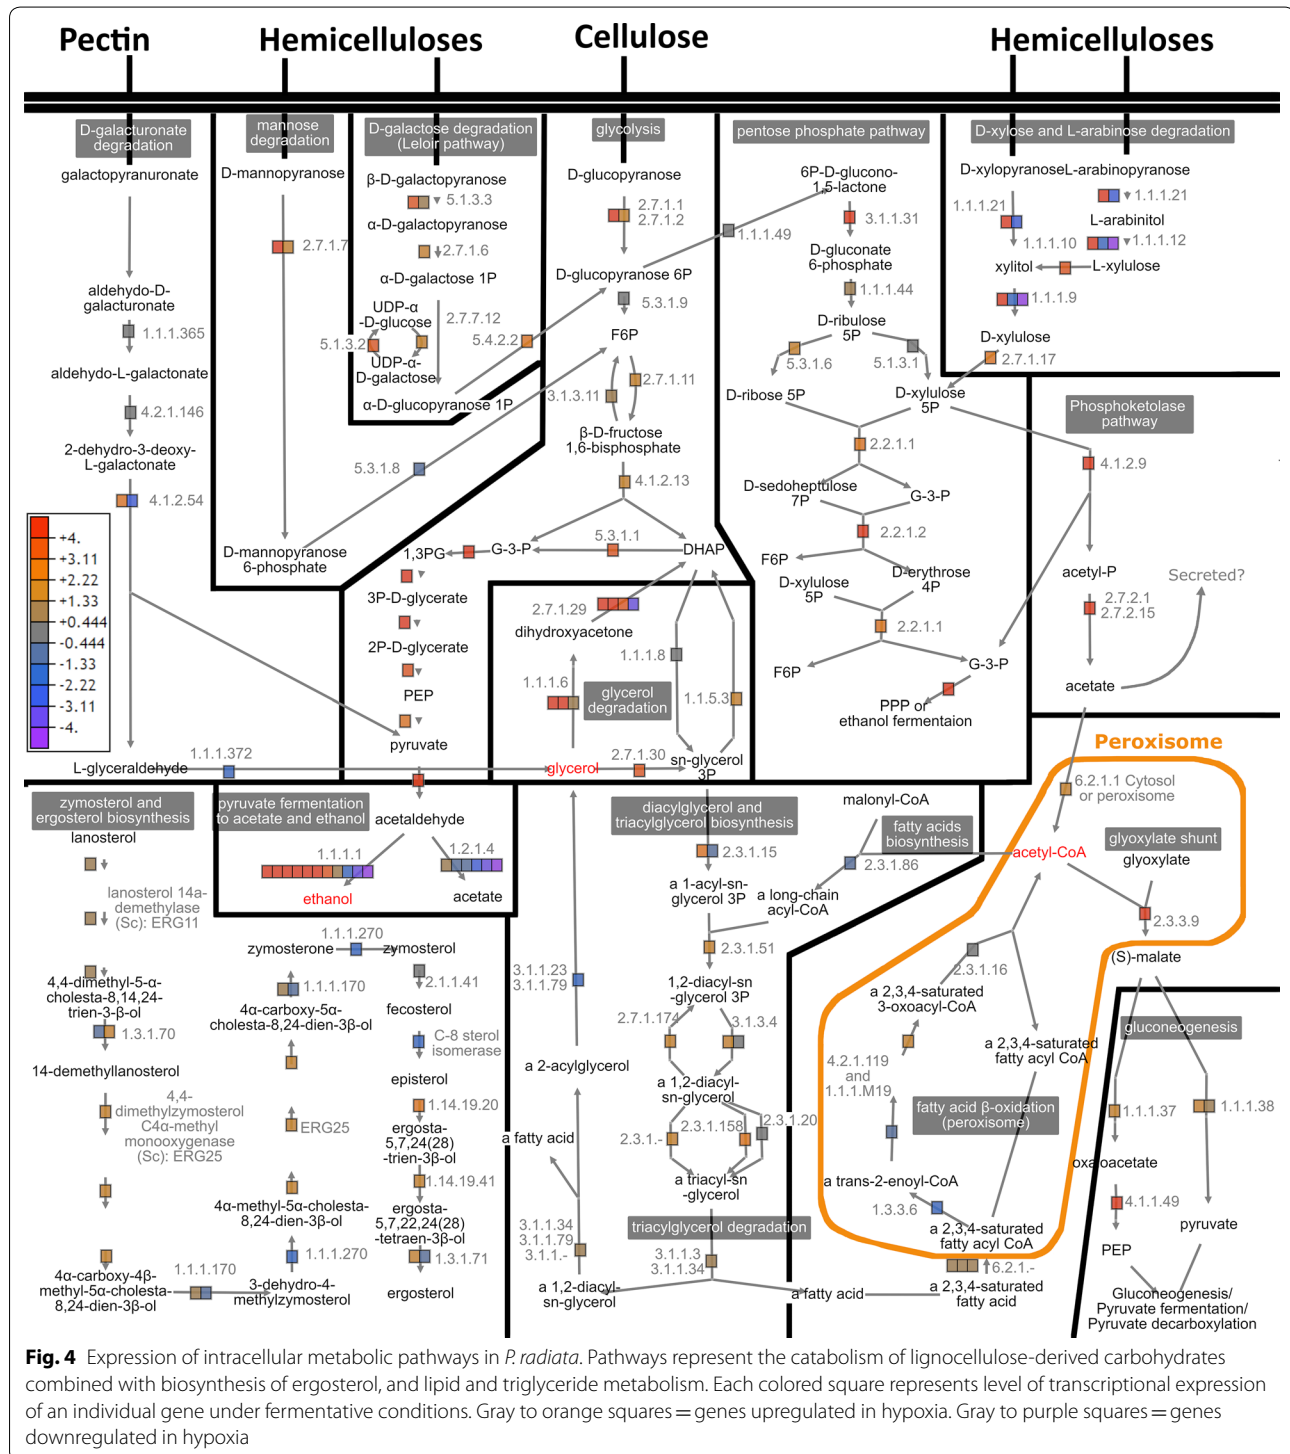 Pectin
Hemicelluloses
Cellulose
Hemicelluloses
D-galacturonate
degradation
galactopyranuronate
aldehydo-D-
galacturonate
1.1.1.365
aldehydo-L-galactonate
4.2.1.146
2-dehydro-3-deoxy-
L-galactonate
4.1.2.54
+4.
+3.11
+2.22
+1.33
+0.444
-0.444
-1.33
-2.22
-3.11
-4.
L-glyceraldehyde
1.1.1.372
mannose
degradation
D-mannopyranose
2.7.1.7
D-mannopyranose
6-phosphate
5.3.1.8
D-galactose degradation
(Leloir pathway)
β-D-galactopyranose
5.1.3.3
α-D-galactopyranose
2.7.1.6
α-D-galactose 1P
UDP-α
-D-glucose
2.7.7.12
5.1.3.2
UDP-α-
D-galactose
5.4.2.2
α-D-glucopyranose 1P
glycolysis
D-glucopyranose
2.7.1.1
2.7.1.2
D-glucopyranose 6P
5.3.1.9
F6P
2.7.1.11
3.1.3.11
β-D-fructose
1,6-bisphosphate
4.1.2.13
5.3.1.1
1,3PG
G-3-P
DHAP
3P-D-glycerate
2P-D-glycerate
PEP
pyruvate
2.7.1.29
dihydroxyacetone
1.1.1.8
1.1.1.6
glycerol
degradation
1.1.5.3
glycerol
2.7.1.30
sn-glycerol
3P
pentose phosphate pathway
6P-D-glucono-
1,5-lactone
1.1.1.49
3.1.1.31
D-gluconate
6-phosphate
1.1.1.44
D-ribulose
5P
5.3.1.6
5.1.3.1
D-ribose 5P
D-xylulose
5P
2.2.1.1
D-sedoheptulose
7P
G-3-P
2.2.1.2
F6P
D-xylulose
5P
D-erythrose
4P
2.2.1.1
F6P
G-3-P
PPP or
ethanol fermentaion
D-xylose and L-arabinose degradation
D-xylopyranose
L-arabinopyranose
1.1.1.21
1.1.1.21
L-arabinitol
1.1.1.10
1.1.1.12
xylitol
L-xylulose
1.1.1.9
D-xylulose
2.7.1.17
Phosphoketolase
pathway
4.1.2.9
acetyl-P
Secreted?
2.7.2.1
2.7.2.15
acetate
Peroxisome
6.2.1.1 Cytosol
or peroxisome
glyoxylate shunt
glyoxylate
acetyl-CoA
2.3.3.9
(S)-malate
2.3.1.16
a 2,3,4-saturated
3-oxoacyl-CoA
a 2,3,4-saturated
fatty acyl CoA
4.2.1.119
and
1.1.1.M19
fatty acid β-oxidation
(peroxisome)
a trans-2-enoyl-CoA
1.3.3.6
a 2,3,4-saturated
fatty acyl CoA
6.2.1.-
a 2,3,4-saturated
fatty acid
gluconeogenesis
1.1.1.37
1.1.1.38
oxaloacetate
4.1.1.49
pyruvate
PEP
Gluconeogenesis/
Pyruvate fermentation/
Pyruvate decarboxylation
zymosterol and
ergosterol biosynthesis
lanosterol
lanosterol 14a-
demethylase
(Sc): ERG11
4,4-dimethyl-5-α-
cholesta-8,14,24-
trien-3-β-ol
1.3.1.70
14-demethyllanosterol
4,4-
dimethylzymosterol
C4α-methyl
monooxygenase
(Sc): ERG25
4α-carboxy-4β-
methyl-5α-cholesta-
8,24-dien-3β-ol
1.1.1.170
3-dehydro-4-
methylzymosterol
1.1.1.270
4α-methyl-5α-cholesta-
8,24-dien-3β-ol
ERG25
4α-carboxy-5α-
cholesta-8,24-dien-3β-ol
1.1.1.170
zymosterone
1.1.1.270
zymosterol
2.1.1.41
fecosterol
C-8 sterol
isomerase
episterol
1.14.19.20
ergosta-
5,7,24(28)
-trien-3β-ol
1.14.19.41
ergosta-
5,7,22,24(28)
-tetraen-3β-ol
1.3.1.71
ergosterol
pyruvate fermentation
to acetate and ethanol
acetaldehyde
1.1.1.1
1.2.1.4
ethanol
acetate
diacylglycerol and
triacylglycerol biosynthesis
malonyl-CoA
fatty acids
biosynthesis
2.3.1.15
2.3.1.86
a 1-acyl-sn-
glycerol 3P
a long-chain
acyl-CoA
2.3.1.51
3.1.1.23
3.1.1.79
1,2-diacyl-sn
-glycerol 3P
2.7.1.174
3.1.3.4
a 2-acylglycerol
a 1,2-diacyl-
sn-glycerol
2.3.1.-
2.3.1.158
2.3.1.20
a fatty acid
a triacyl-sn
-glycerol
triacylglycerol degradation
3.1.1.34
3.1.1.79
3.1.1.-
3.1.1.3
3.1.1.34
a 1,2-diacyl-
sn-glycerol
a fatty acid
Fig. 4 Expression of intracellular metabolic pathways in P. radiata. Pathways represent the catabolism of lignocellulose-derived carbohydrates
combined with biosynthesis of ergosterol, and lipid and triglyceride metabolism. Each colored square represents level of transcriptional expression
of an individual gene under fermentative conditions. Gray to orange squares = genes upregulated in hypoxia. Gray to purple squares = genes
downregulated in hypoxia